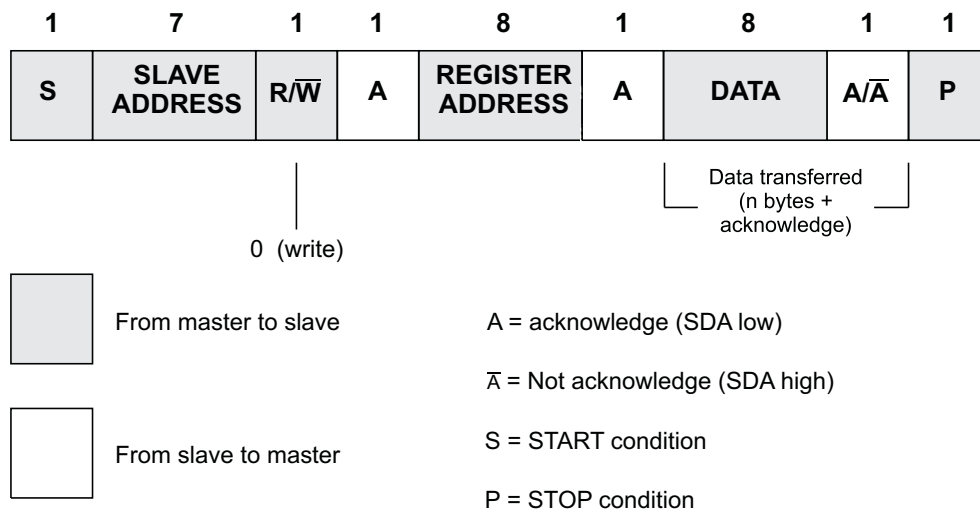 1 7 1 1 8 1 8 1 1
S SLAVE ADDRESS R/W̅ A REGISTER ADDRESS A DATA A/A̅ P
Data transferred
(n bytes +
acknowledge)
0 (write)
From master to slave
A = acknowledge (SDA low)
A̅ = Not acknowledge (SDA high)
From slave to master
S = START condition
P = STOP condition